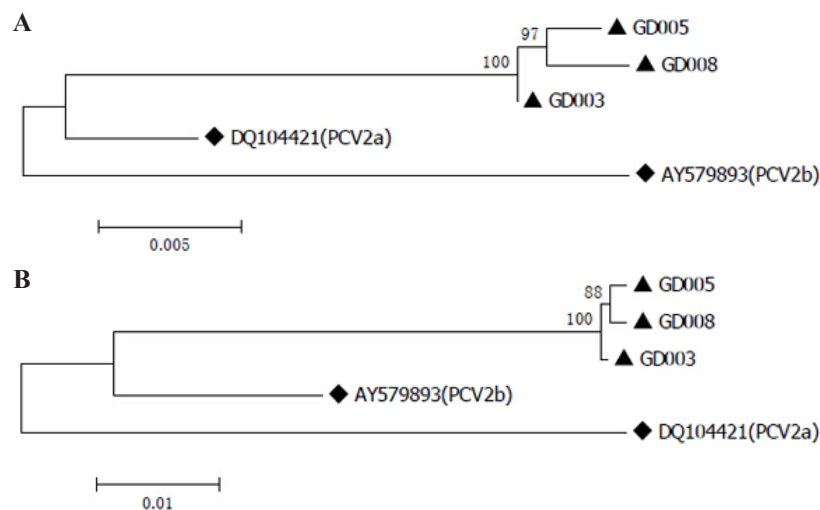 A
97
GD005
100
GD008
GD003
DQ104421(PCV2a)
AY579893(PCV2b)
0.005
B
GD005
88
100
GD008
GD003
AY579893(PCV2b)
DQ104421(PCV2a)
0.01